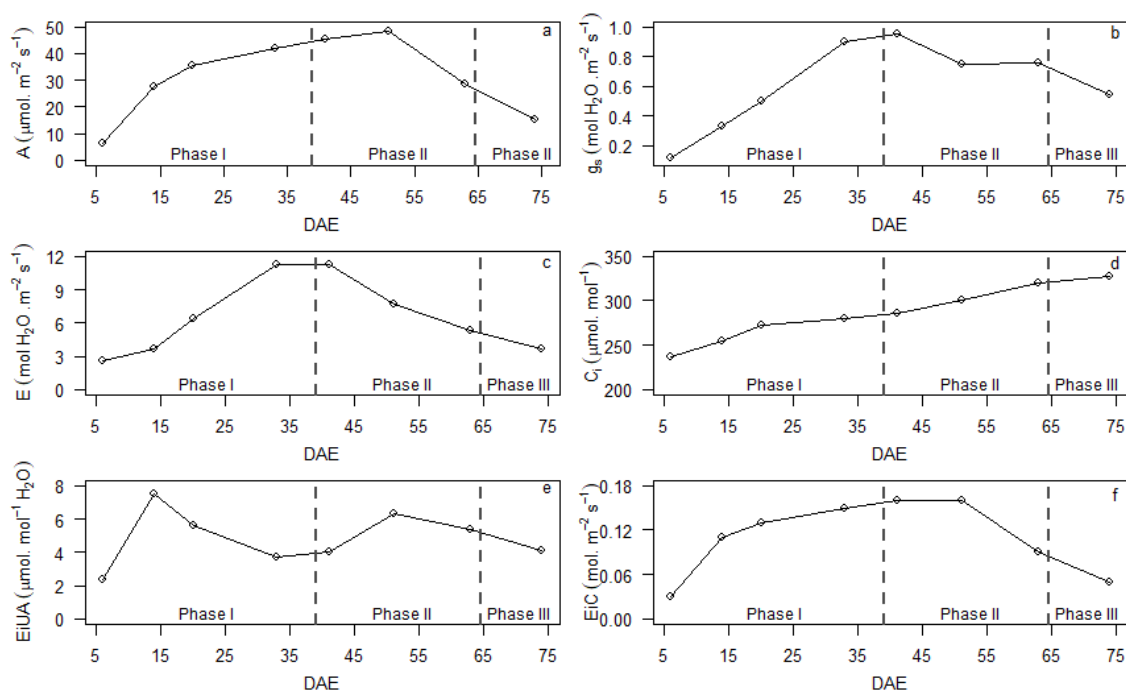 A ( μmol. m⁻² s⁻¹)
50
40
30
20
10
0
a
Phase I
Phase II
Phase II
5 15 25 35 45 55 65 75
DAE
gₛ ( mol H₂O .m⁻² s⁻¹)
1.0
0.8
0.6
0.4
0.2
b
Phase I
Phase II
Phase III
5 15 25 35 45 55 65 75
DAE
E ( mol H₂O .m⁻² s⁻¹)
12
9
6
3
0
c
Phase I
Phase II
Phase III
5 15 25 35 45 55 65 75
DAE
Cᵢ ( μmol. mol⁻¹)
350
300
250
200
d
Phase I
Phase II
Phase III
5 15 25 35 45 55 65 75
DAE
EiUA ( μmol. mol⁻¹ H₂O)
8
6
4
2
0
e
Phase I
Phase II
Phase III
5 15 25 35 45 55 65 75
DAE
EiC ( mol. m⁻² s⁻¹)
0.18
0.12
0.06
0.00
f
Phase I
Phase II
Phase III
5 15 25 35 45 55 65 75
DAE